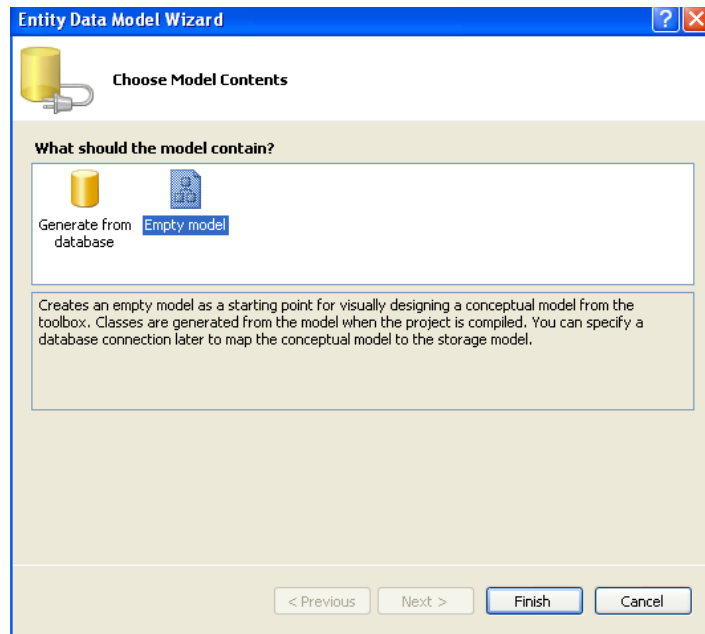 Entity Data Model Wizard
Choose Model Contents
What should the model contain?
Generate from
database
Empty model
Creates an empty model as a starting point for visually designing a conceptual model from the
toolbox. Classes are generated from the model when the project is compiled. You can specify a
database connection later to map the conceptual model to the storage model.
< Previous
Next >
Finish
Cancel